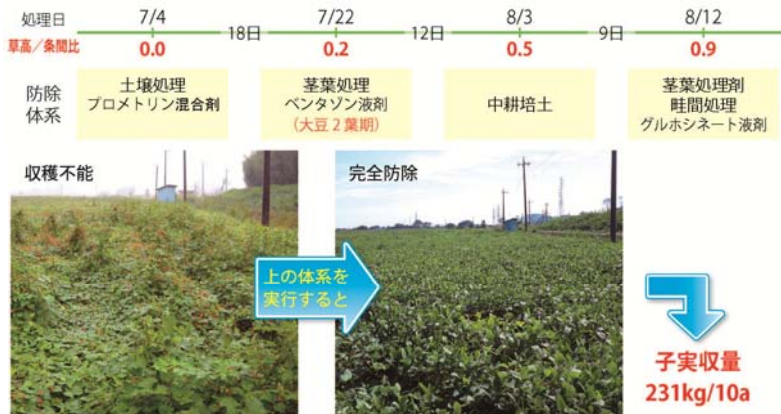 処理日 7/4 7/22 8/3 8/12
18日 12日 9日
草高／条間比 0.0 0.2 0.5 0.9
防除
体系
土壌処理
プロメトリン混合剤
茎葉処理
ベンタゾン液剤
（大豆２葉期）
中耕培土
茎葉処理剤
畦間処理
グルホシネート液剤
収穫不能
完全防除
上の体系を
実行すると
子実収量
231kg/10a